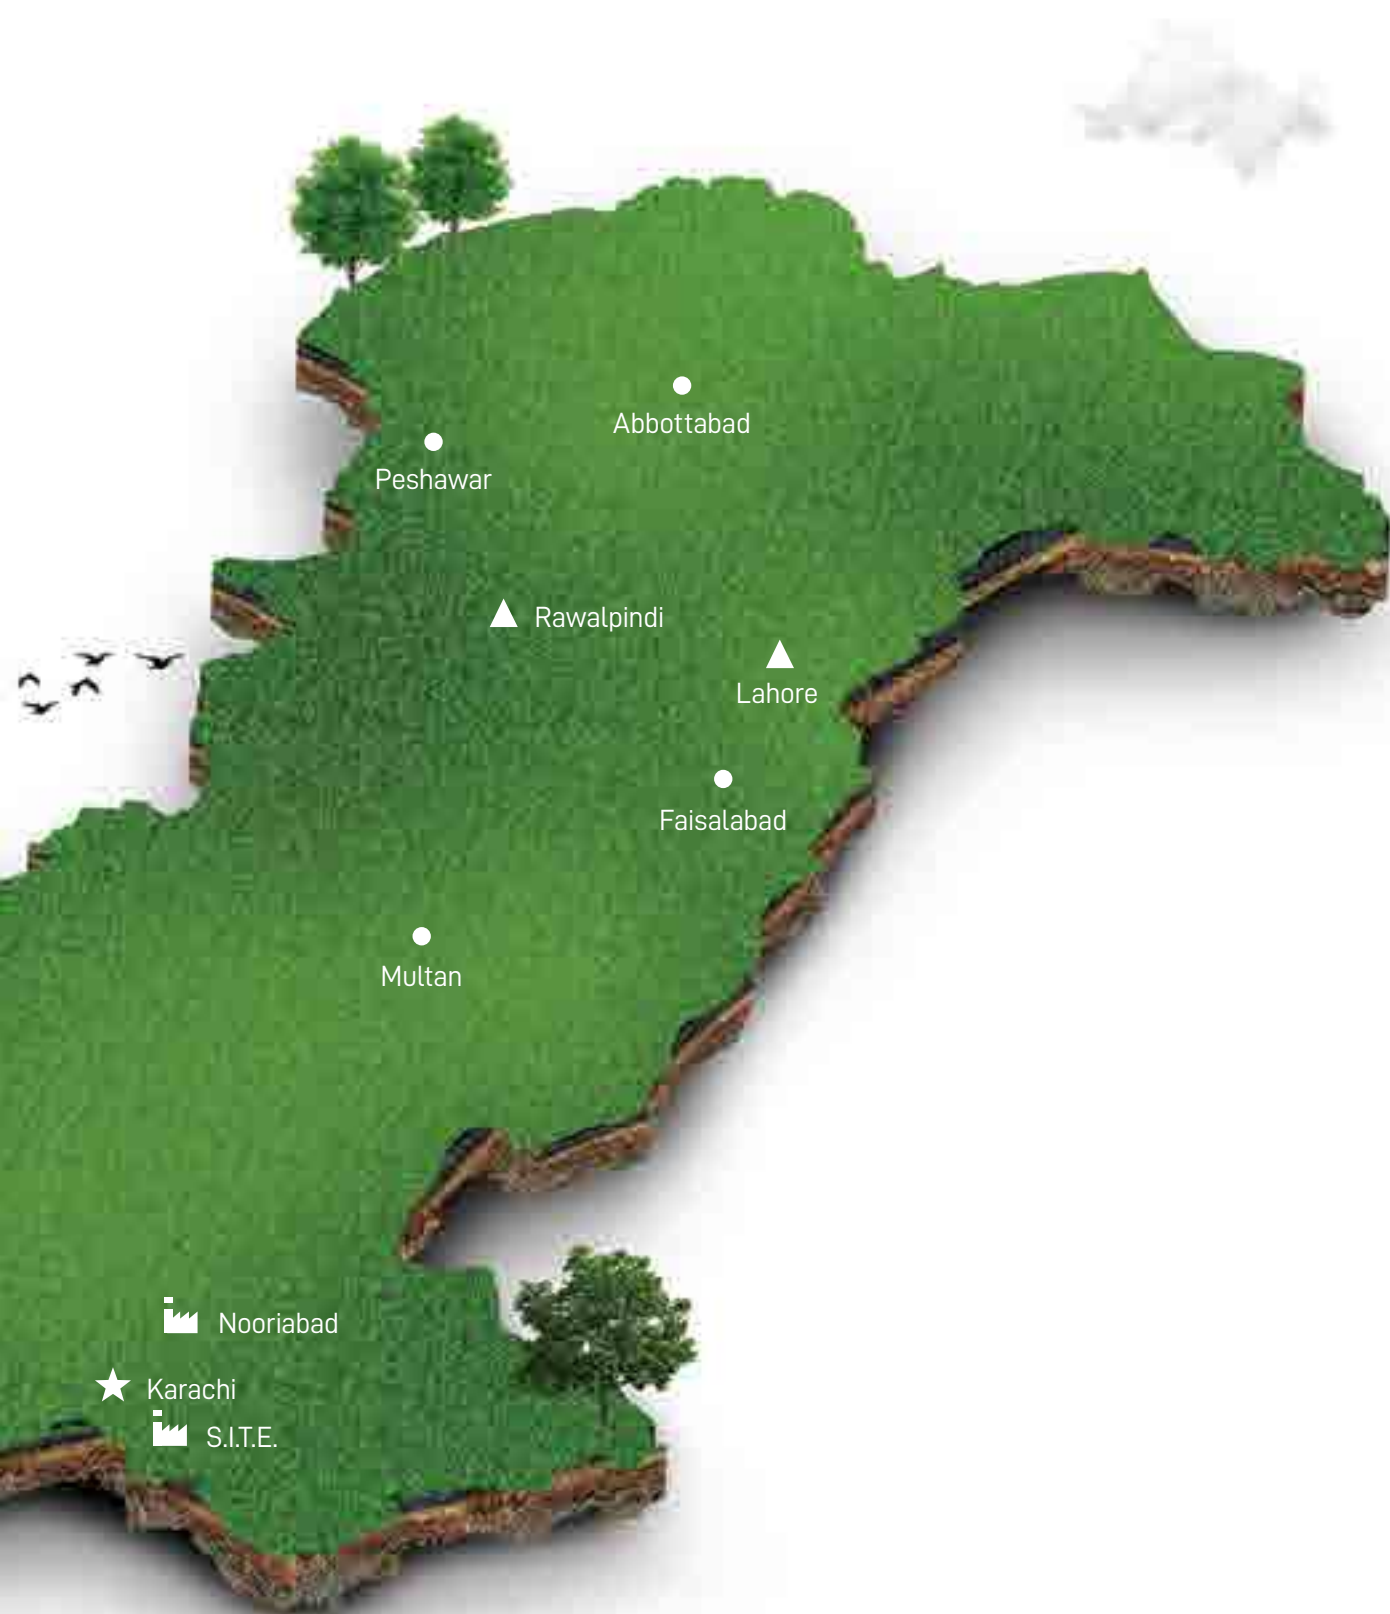 Abbottabad
Peshawar
Rawalpindi
Lahore
Faisalabad
Multan
Nooriabad
Karachi
S.I.T.E.